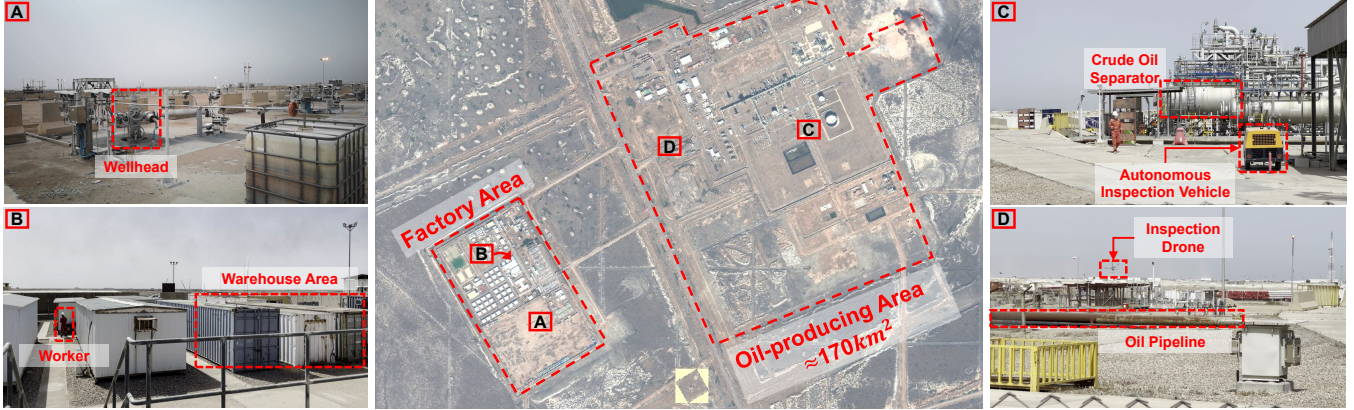 A
Wellhead
B
Warehouse Area
Worker
Factory Area
B
A
D
C
Oil-producing Area
≈170km²
C
Crude Oil
Separator
Autonomous
Inspection Vehicle
D
Inspection
Drone
Oil Pipeline